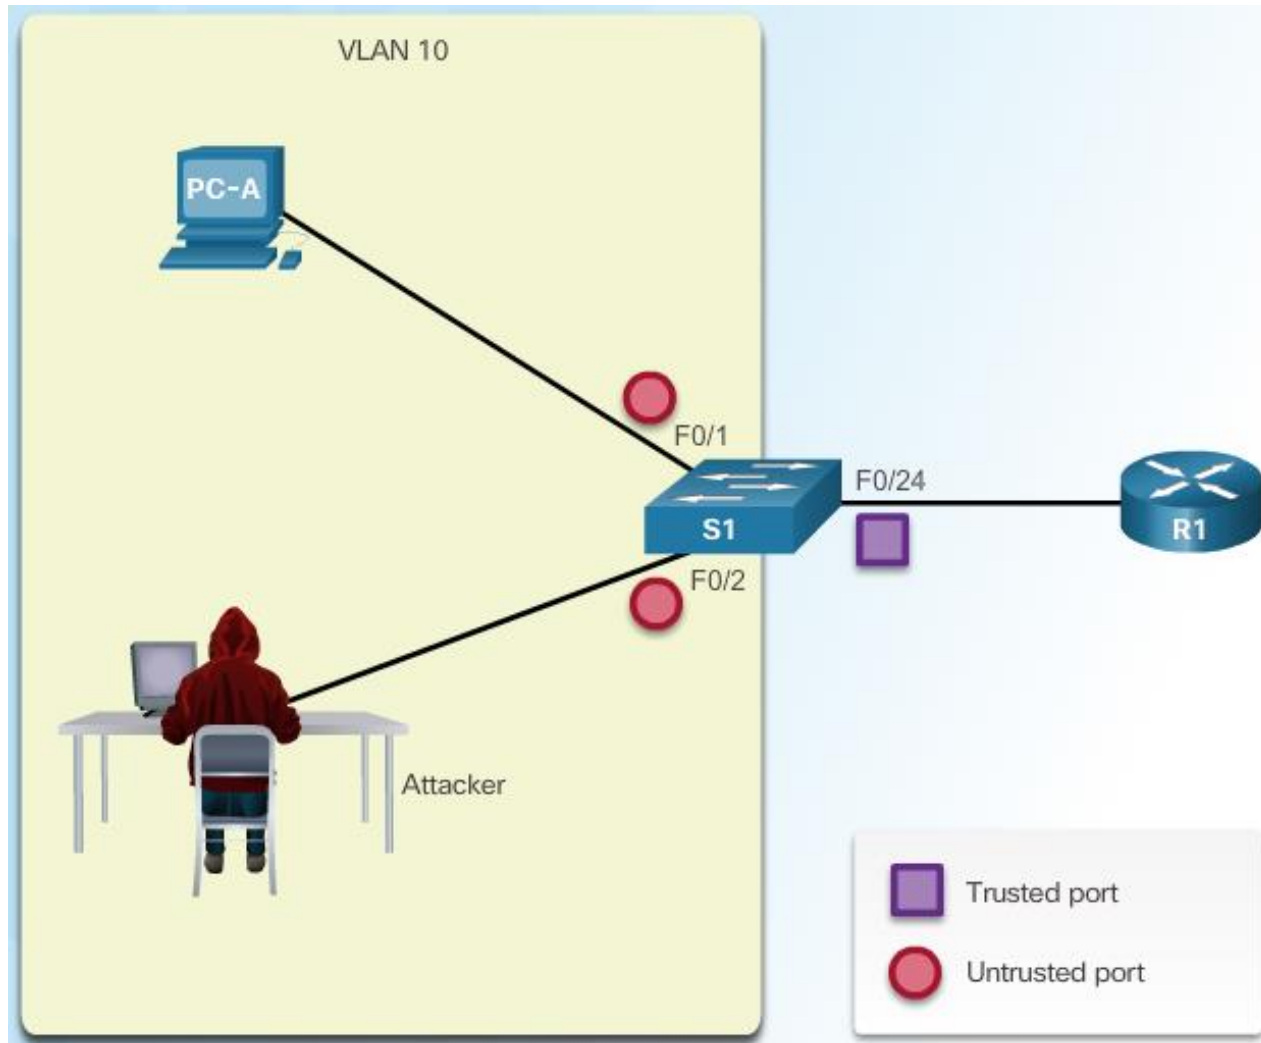 VLAN 10
PC-A
F0/1
F0/24
S1
R1
F0/2
Attacker
Trusted port
Untrusted port